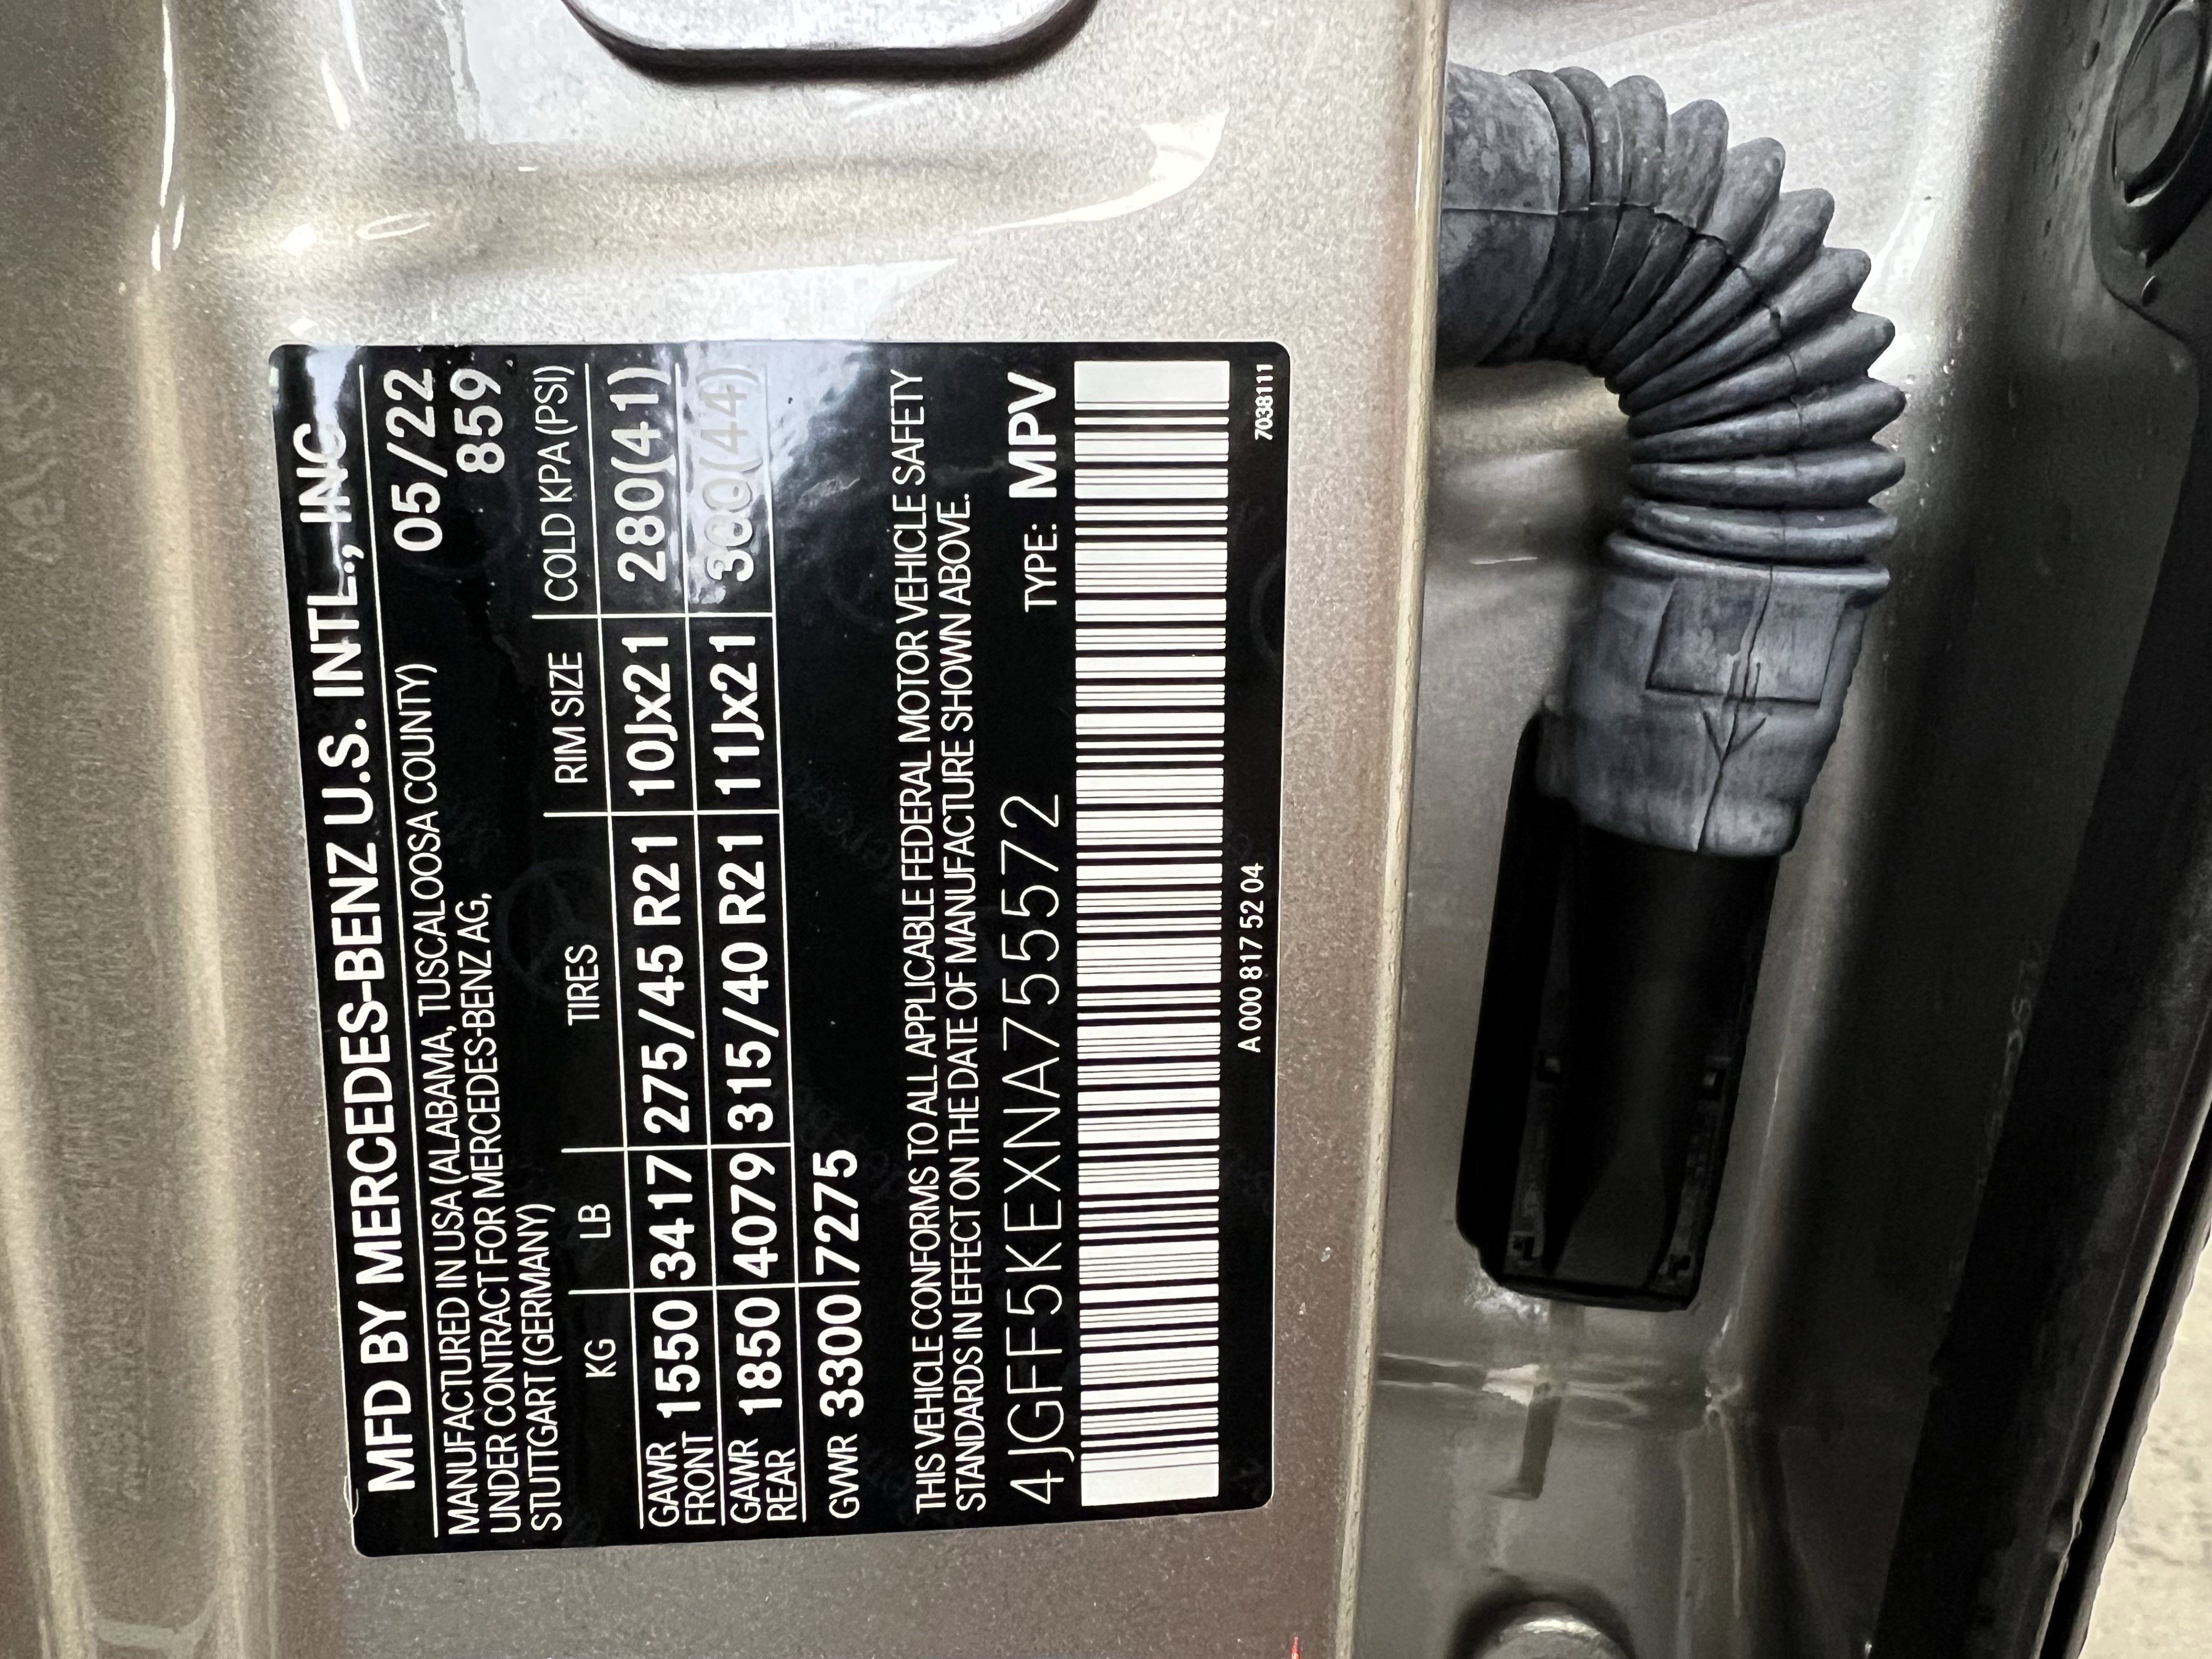 MFD BY MERCEDES-BENZ U.S. INTL., INC
MANUFACTURED IN USA (ALABAMA, TUSCALOOSA COUNTY) 05/22
UNDER CONTRACT FOR MERCEDES-BENZ AG, 859
STUTTGART (GERMANY)
KG LB TIRES RIM SIZE COLD KPA (PSI)
GAWR FRONT 1550 3417 275/45 R21 10Jx21 280(41)
GAWR REAR 1850 4079 315/40 R21 11Jx21 300(44)
GVWR 3300 7275
THIS VEHICLE CONFORMS TO ALL APPLICABLE FEDERAL MOTOR VEHICLE SAFETY
STANDARDS IN EFFECT ON THE DATE OF MANUFACTURE SHOWN ABOVE.
4JGFF5KEXNA755572 TYPE: MPV
A 000 817 52 04 7038111